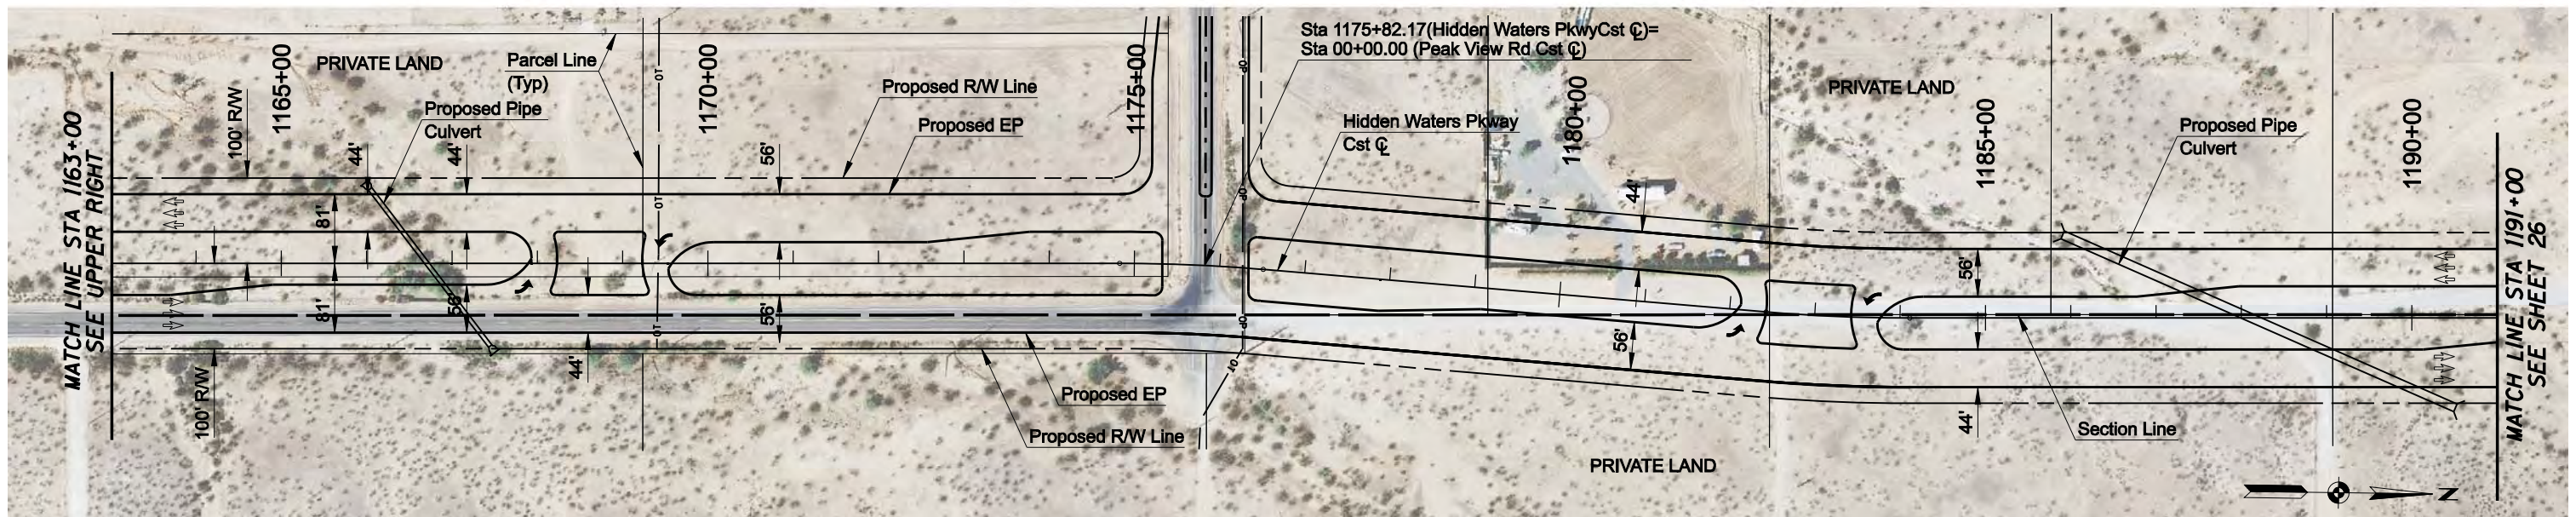 MATCH LINE STA 1163+00
SEE UPPER RIGHT
100' R/W
1165+00
PRIVATE LAND
Parcel Line
(Typ)
Proposed Pipe
Culvert
44'
44'
81'
81'
56'
100' R/W
44'
1170+00
Proposed R/W Line
Proposed EP
56'
56'
1175+00
Proposed EP
Proposed R/W Line
Sta 1175+82.17(Hidden Waters PkwyCst ℄)=
Sta 00+00.00 (Peak View Rd Cst ℄)
Hidden Waters Pkway
Cst ℄
1180+00
44'
56'
PRIVATE LAND
PRIVATE LAND
1185+00
56'
44'
Proposed Pipe
Culvert
Section Line
1190+00
MATCH LINE STA 1191+00
SEE SHEET 26
N